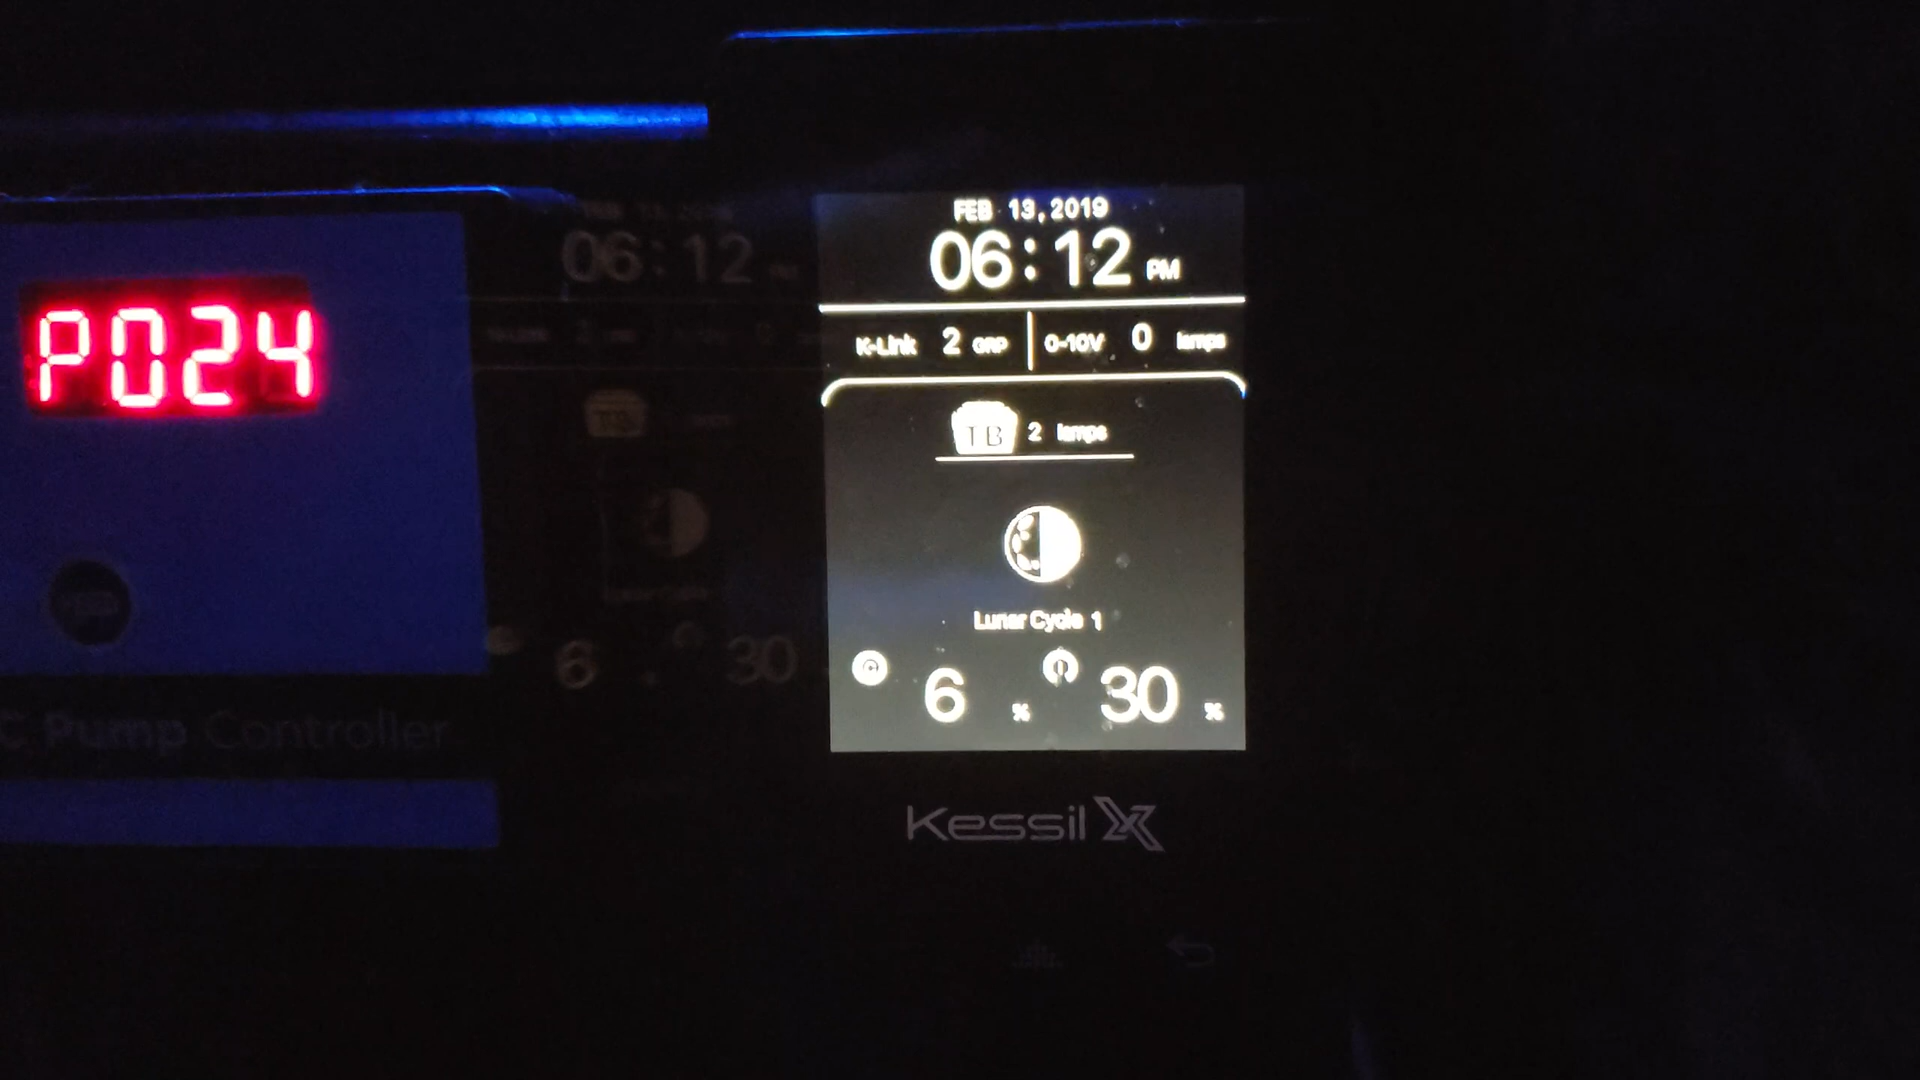 P024
C Pump Controller
FEB 13, 2019
06:12 PM
K-Link 2 GRP 0-10V 0 lamps
TB 2 lamps
Lunar Cycle 1
C 6 % 30 %
Kessil X